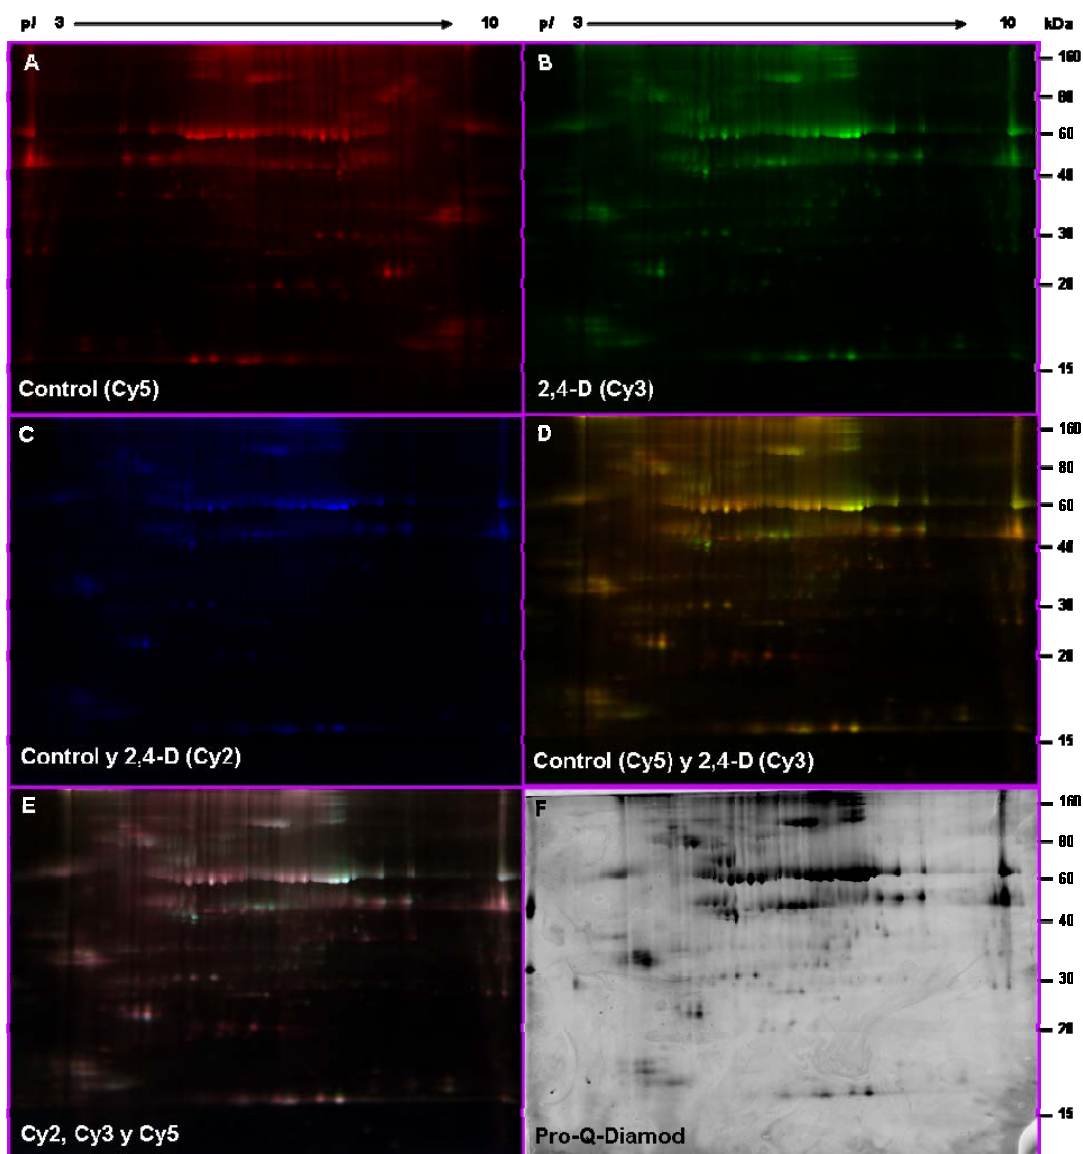 pI 3 10 pI 3 10 kDa
A
B
160
80
60
40
30
20
15
Control (Cy5)
2,4-D (Cy3)
C
D
160
80
60
40
30
20
15
Control y 2,4-D (Cy2)
Control (Cy5) y 2,4-D (Cy3)
E
F
160
80
60
40
30
20
15
Cy2, Cy3 y Cy5
Pro-Q-Diamod